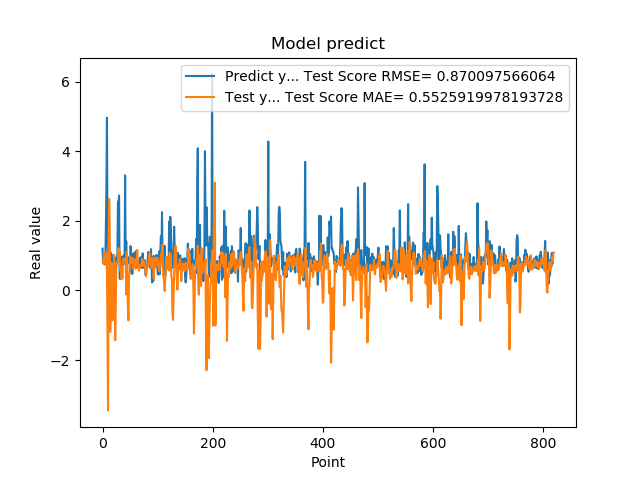 Model predict
Predict y... Test Score RMSE= 0.870097566064
Test y... Test Score MAE= 0.5525919978193728
Real value
6
4
2
0
−2
0 200 400 600 800
Point